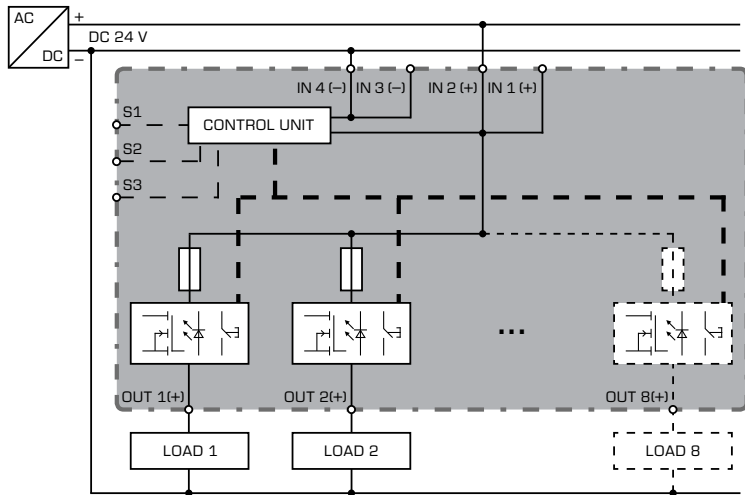 AC
+
DC 24 V
DC
–
IN 4 (–) IN 3 (–) IN 2 (+) IN 1 (+)
S1
CONTROL UNIT
S2
S3
...
OUT 1(+) OUT 2(+) OUT 8(+)
LOAD 1 LOAD 2 LOAD 8